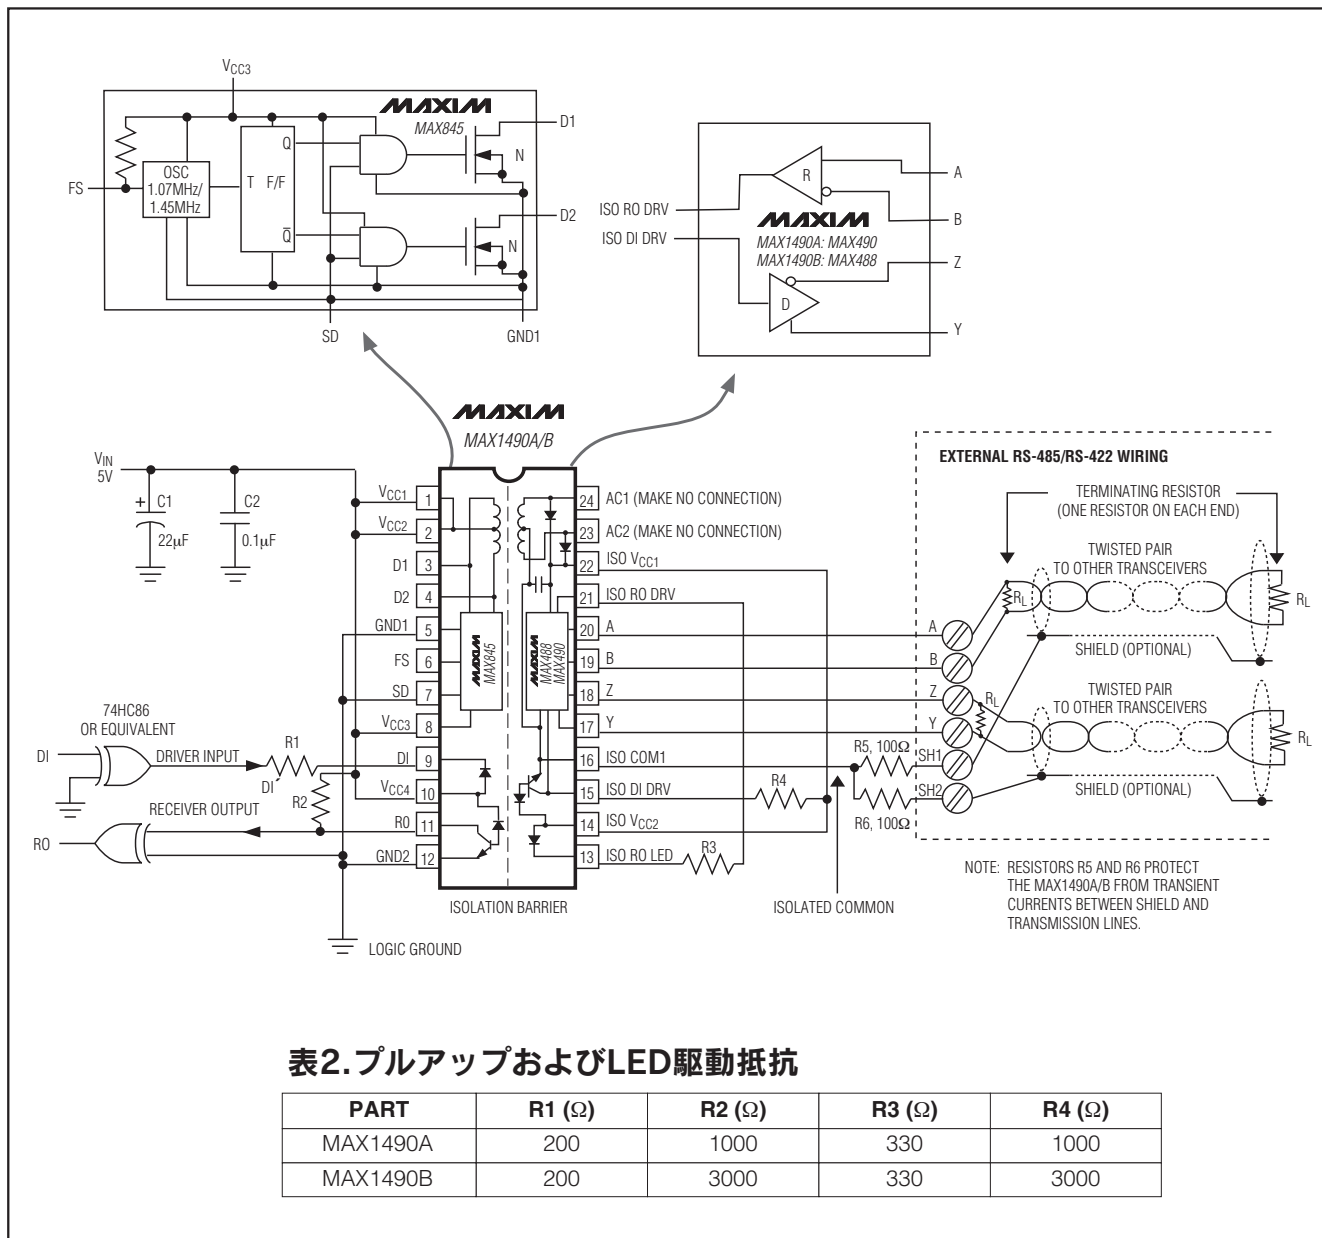 VCC3
MAXIM
MAX845
D1
Q
N
OSC
1.07MHz/
1.45MHz
T F/F
FS
D2
Q̅
N
SD
GND1
R
A
ISO RO DRV
B
MAXIM
MAX1490A: MAX490
MAX1490B: MAX488
ISO DI DRV
Z
D
Y
MAXIM
MAX1490A/B
VIN
5V
+ C1
22µF
C2
0.1µF
VCC1
1
VCC2
2
D1
3
D2
4
GND1
5
FS
6
SD
7
VCC3
8
DI
9
VCC4
10
RO
11
GND2
12
MAXIM
MAX845
MAXIM
MAX488
MAX490
24 AC1 (MAKE NO CONNECTION)
23 AC2 (MAKE NO CONNECTION)
22 ISO VCC1
21 ISO RO DRV
20 A
19 B
18 Z
17 Y
16 ISO COM1
15 ISO DI DRV
14 ISO VCC2
13 ISO RO LED
74HC86
OR EQUIVALENT
DI
DRIVER INPUT
R1
DI´
R2
RECEIVER OUTPUT
RO
LOGIC GROUND
ISOLATION BARRIER
R3
R4
R5, 100Ω
R6, 100Ω
ISOLATED COMMON
EXTERNAL RS-485/RS-422 WIRING
TERMINATING RESISTOR
(ONE RESISTOR ON EACH END)
TWISTED PAIR
TO OTHER TRANSCEIVERS
RL
RL
A
B
SHIELD (OPTIONAL)
Z
RL
TWISTED PAIR
TO OTHER TRANSCEIVERS
Y
RL
SH1
SH2
SHIELD (OPTIONAL)
NOTE: RESISTORS R5 AND R6 PROTECT
THE MAX1490A/B FROM TRANSIENT
CURRENTS BETWEEN SHIELD AND
TRANSMISSION LINES.
表2.プルアップおよびLED駆動抵抗
PART R1 (Ω) R2 (Ω) R3 (Ω) R4 (Ω)
MAX1490A 200 1000 330 1000
MAX1490B 200 3000 330 3000